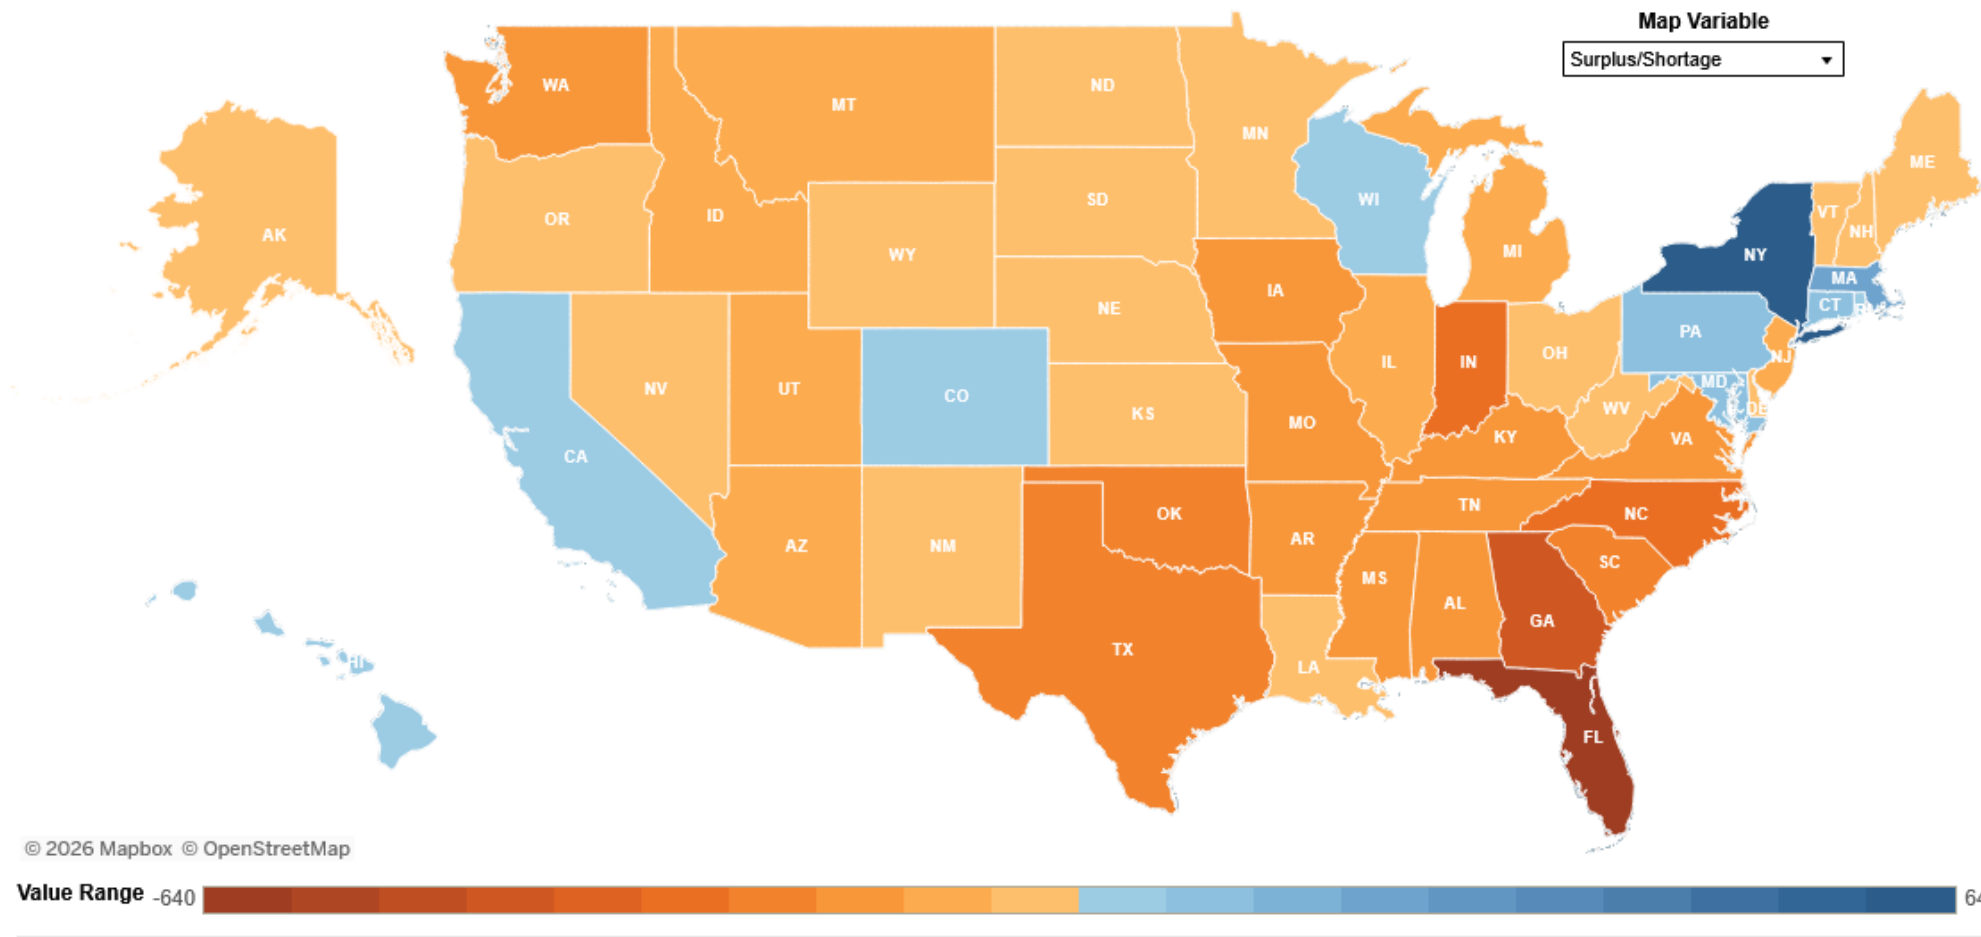 Map Variable
Surplus/Shortage
WA
MT
ND
MN
ME
OR
ID
SD
WI
VT
NH
AK
WY
MI
NY
MA
IA
NE
CT
PA
NV
UT
CO
KS
IL
IN
OH
NJ
MD
DE
WV
CA
MO
KY
VA
AZ
NM
OK
AR
TN
NC
MS
AL
GA
SC
HI
TX
LA
FL
© 2026 Mapbox © OpenStreetMap
Value Range -640